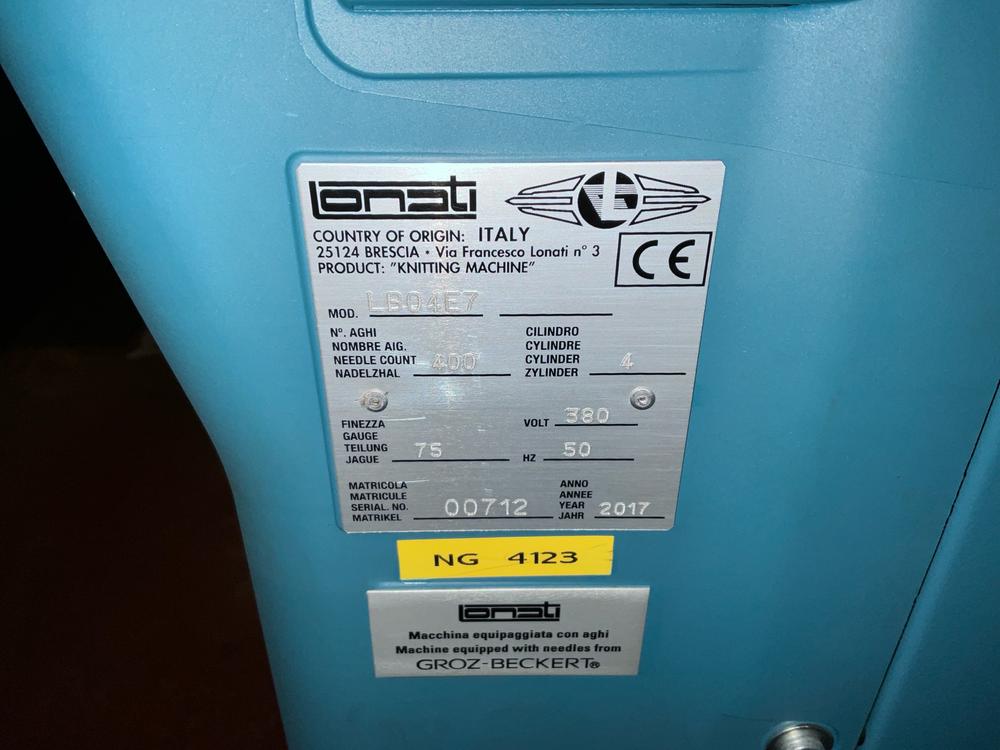 Lonati
COUNTRY OF ORIGIN: ITALY
25124 BRESCIA • Via Francesco Lonati n° 3
PRODUCT: "KNITTING MACHINE"
CE
MOD. LB04E7
N°. AGHI
NOMBRE AIG.
NEEDLE COUNT 400
NADELZHAL
CILINDRO
CYLINDRE
CYLINDER 4
ZYLINDER
FINEZZA
GAUGE
TEILUNG 75
JAGUE
VOLT 380
HZ 50
MATRICOLA
MATRICULE
SERIAL. NO. 00712
MATRIKEL
ANNO
ANNEE
YEAR 2017
JAHR
NG 4123
Lonati
Macchina equipaggiata con aghi
Machine equipped with needles from
GROZ-BECKERT®